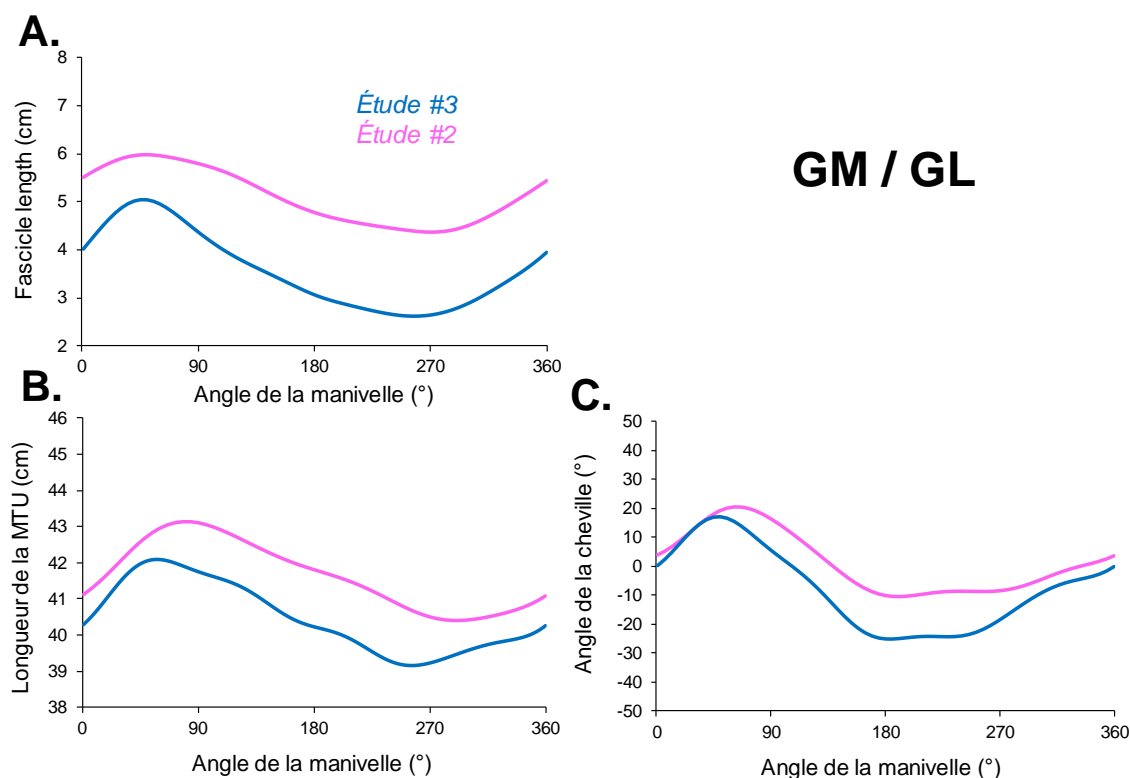 A.
Fascicle length (cm)
8
7
6
5
4
3
2
0 90 180 270 360
Angle de la manivelle (°)
Étude #3
Étude #2
GM / GL
B.
Longueur de la MTU (cm)
46
45
44
43
42
41
40
39
38
0 90 180 270 360
Angle de la manivelle (°)
C.
Angle de la cheville (°)
50
40
30
20
10
0
-10
-20
-30
-40
-50
0 90 180 270 360
Angle de la manivelle (°)